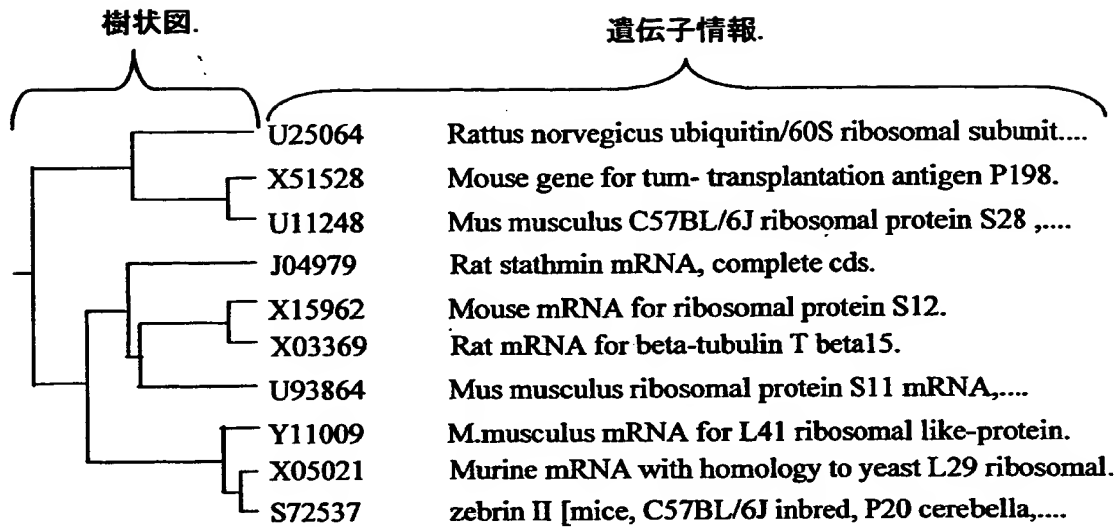 樹状図.
遺伝子情報.
U25064 Rattus norvegicus ubiquitin/60S ribosomal subunit....
X51528 Mouse gene for tum- transplantation antigen P198.
U11248 Mus musculus C57BL/6J ribosomal protein S28 ,....
J04979 Rat stathmin mRNA, complete cds.
X15962 Mouse mRNA for ribosomal protein S12.
X03369 Rat mRNA for beta-tubulin T beta15.
U93864 Mus musculus ribosomal protein S11 mRNA,....
Y11009 M.musculus mRNA for L41 ribosomal like-protein.
X05021 Murine mRNA with homology to yeast L29 ribosomal.
S72537 zebrin II [mice, C57BL/6J inbred, P20 cerebella,....